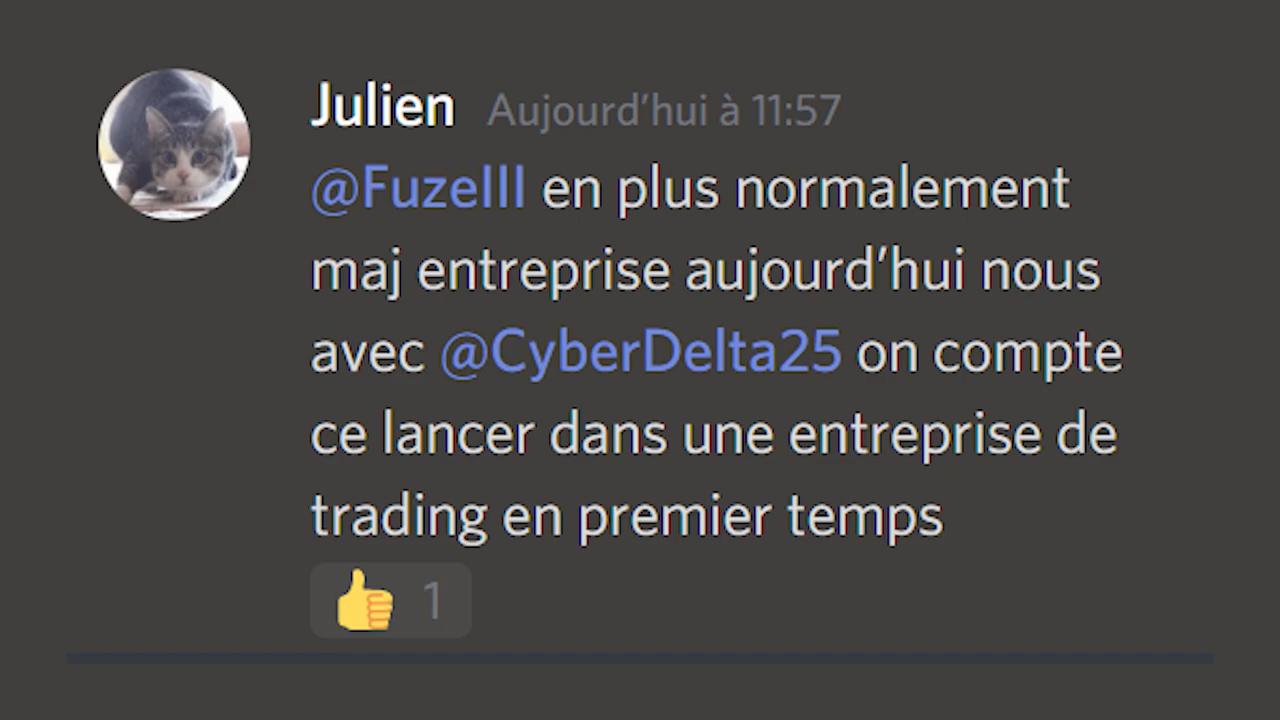 Julien Aujourd’hui à 11:57
@FuzeIII en plus normalement
maj entreprise aujourd’hui nous
avec @CyberDelta25 on compte
ce lancer dans une entreprise de
trading en premier temps
👍 1